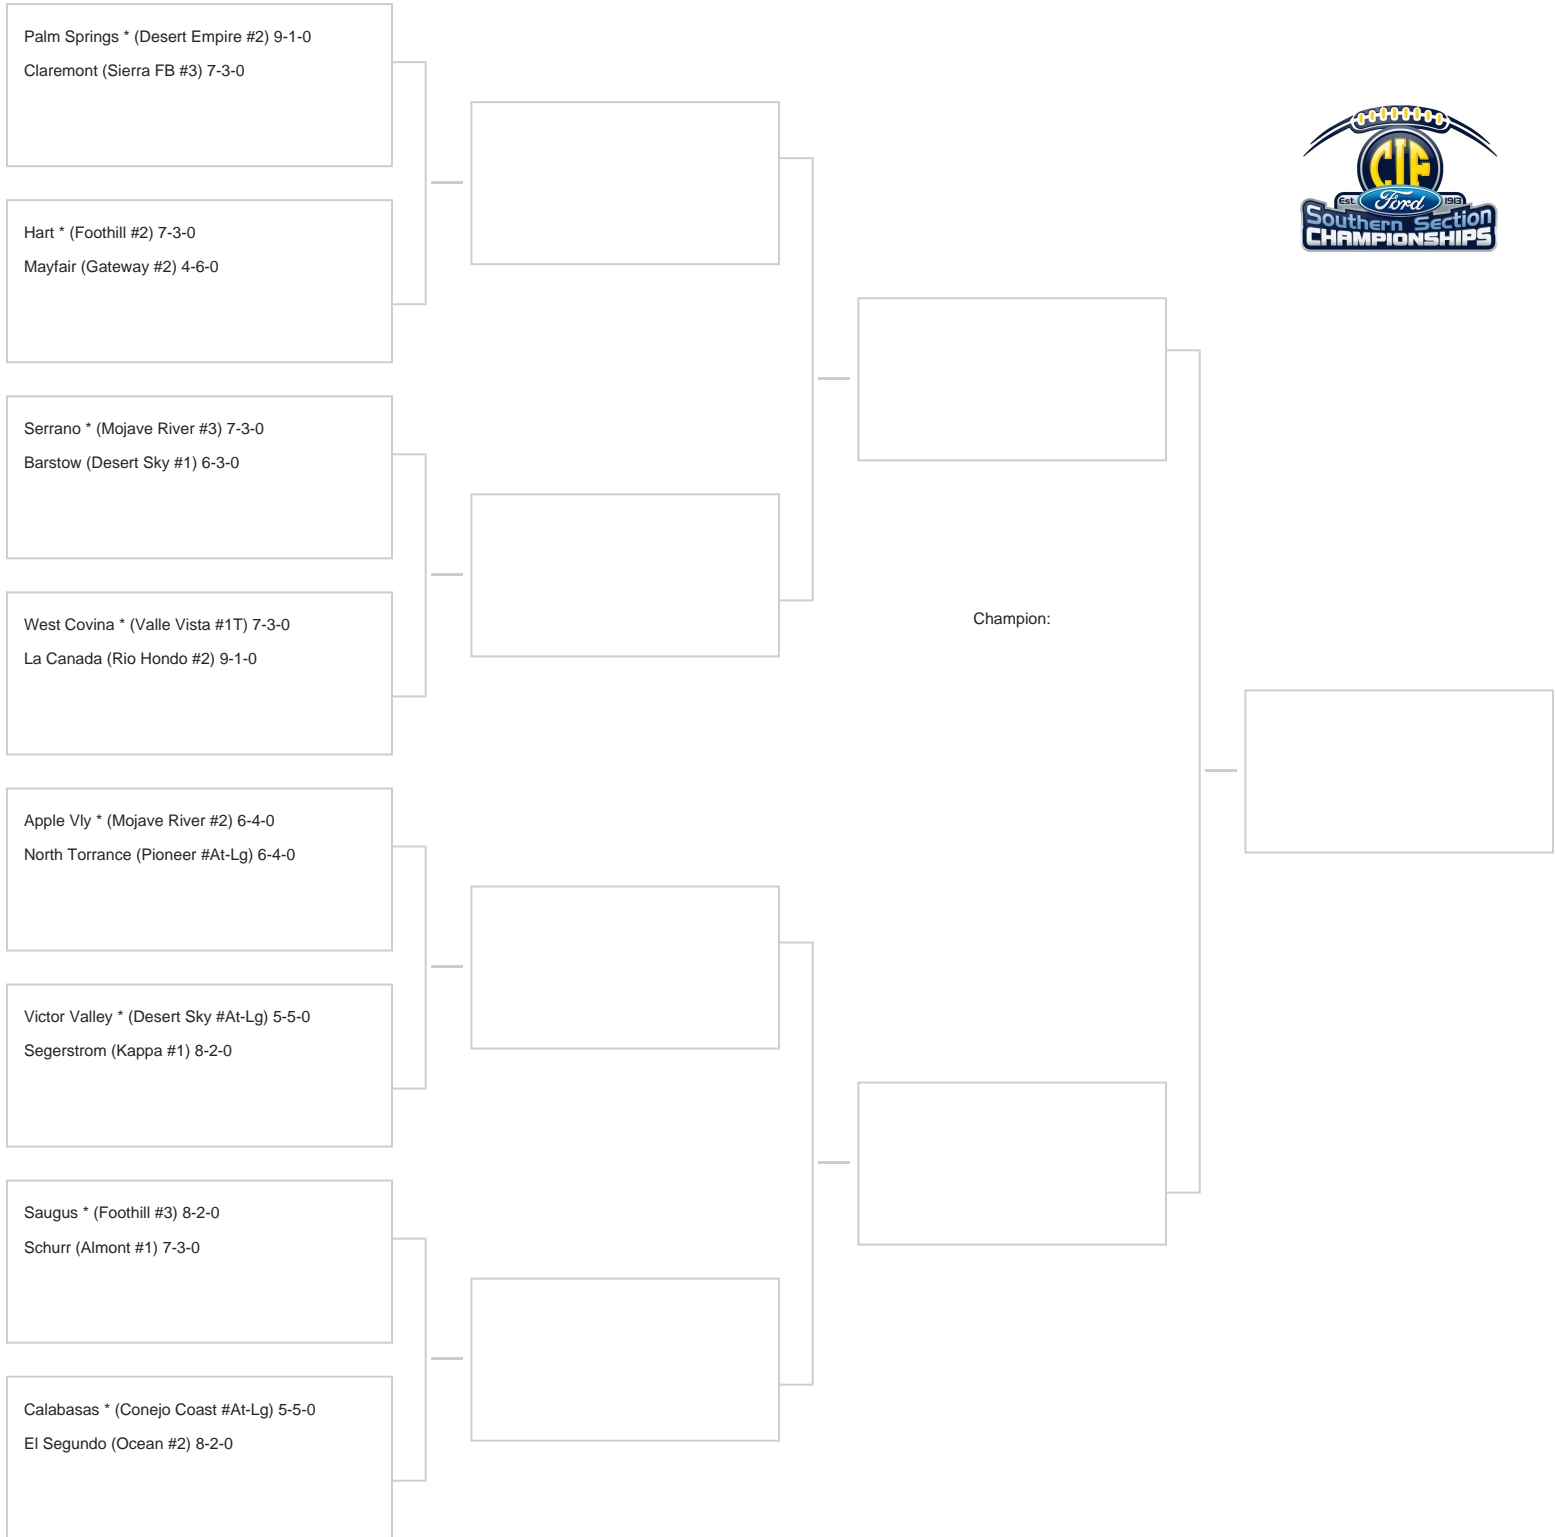 Palm Springs * (Desert Empire #2) 9-1-0
Claremont (Sierra FB #3) 7-3-0
Hart * (Foothill #2) 7-3-0
Mayfair (Gateway #2) 4-6-0
Serrano * (Mojave River #3) 7-3-0
Barstow (Desert Sky #1) 6-3-0
West Covina * (Valle Vista #1T) 7-3-0
La Canada (Rio Hondo #2) 9-1-0
Apple Vly * (Mojave River #2) 6-4-0
North Torrance (Pioneer #At-Lg) 6-4-0
Victor Valley * (Desert Sky #At-Lg) 5-5-0
Segerstrom (Kappa #1) 8-2-0
Saugus * (Foothill #3) 8-2-0
Schurr (Almont #1) 7-3-0
Calabasas * (Conejo Coast #At-Lg) 5-5-0
El Segundo (Ocean #2) 8-2-0
CIF
Est. Ford 1913
Southern Section
CHAMPIONSHIPS
Champion: